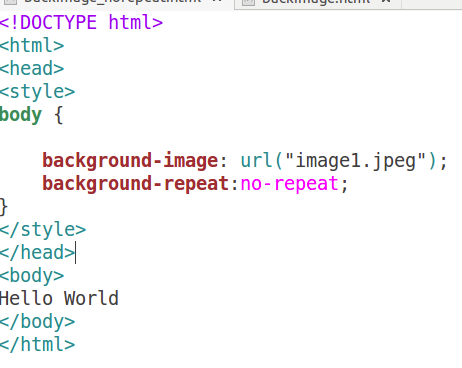 <!DOCTYPE html>
<html>
<head>
<style>
body {
background-image: url("image1.jpeg");
background-repeat:no-repeat;
}
</style>
</head>
<body>
Hello World
</body>
</html>